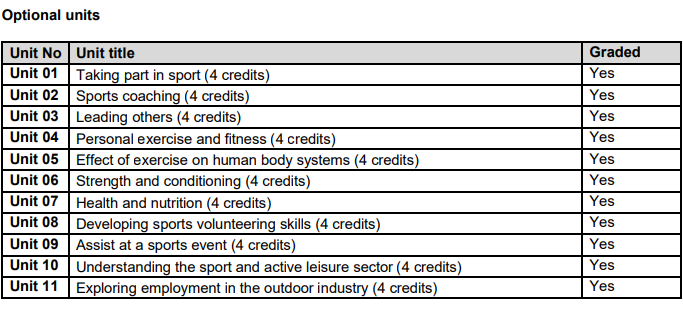 Optional units
Unit No Unit title Graded
Unit 01 Taking part in sport (4 credits) Yes
Unit 02 Sports coaching (4 credits) Yes
Unit 03 Leading others (4 credits) Yes
Unit 04 Personal exercise and fitness (4 credits) Yes
Unit 05 Effect of exercise on human body systems (4 credits) Yes
Unit 06 Strength and conditioning (4 credits) Yes
Unit 07 Health and nutrition (4 credits) Yes
Unit 08 Developing sports volunteering skills (4 credits) Yes
Unit 09 Assist at a sports event (4 credits) Yes
Unit 10 Understanding the sport and active leisure sector (4 credits) Yes
Unit 11 Exploring employment in the outdoor industry (4 credits) Yes